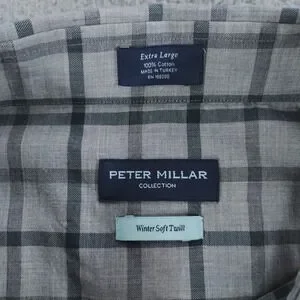 Extra Large
100% Cotton
MADE IN TURKEY
PETER MILLAR
COLLECTION
Winter Soft Twill